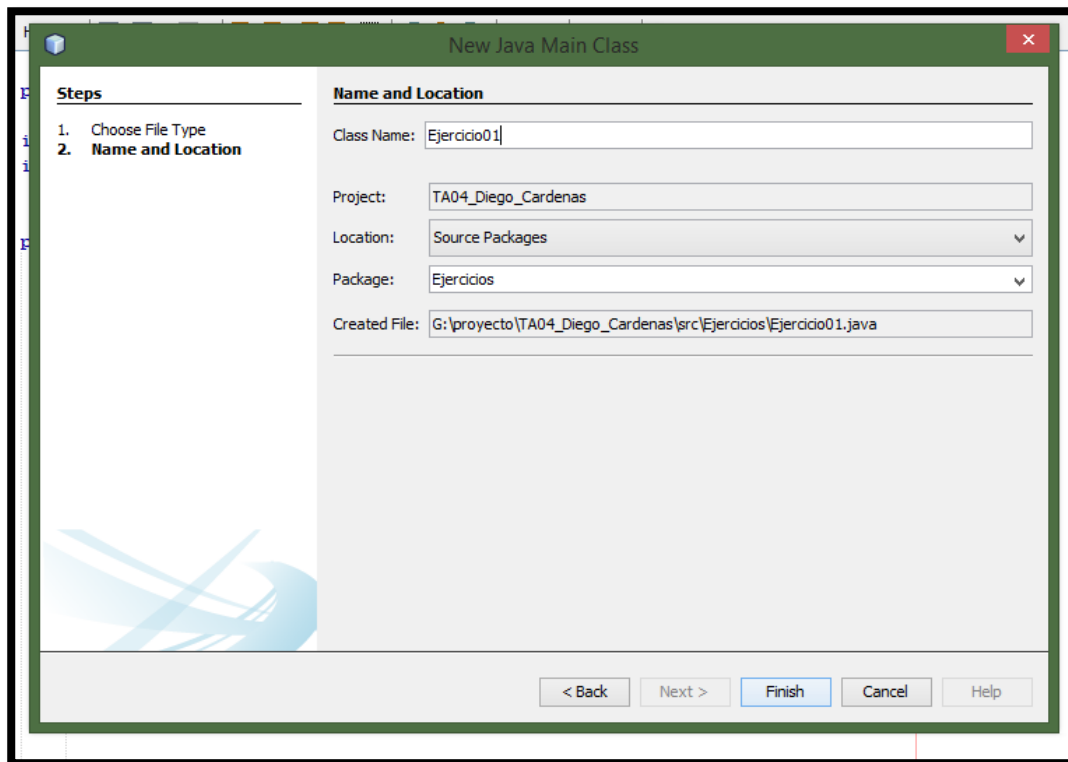 New Java Main Class
Steps
1. Choose File Type
2. Name and Location
Name and Location
Class Name: Ejercicio01
Project: TA04_Diego_Cardenas
Location: Source Packages
Package: Ejercicios
Created File: G:\proyecto\TA04_Diego_Cardenas\src\Ejercicios\Ejercicio01.java
< Back Next > Finish Cancel Help